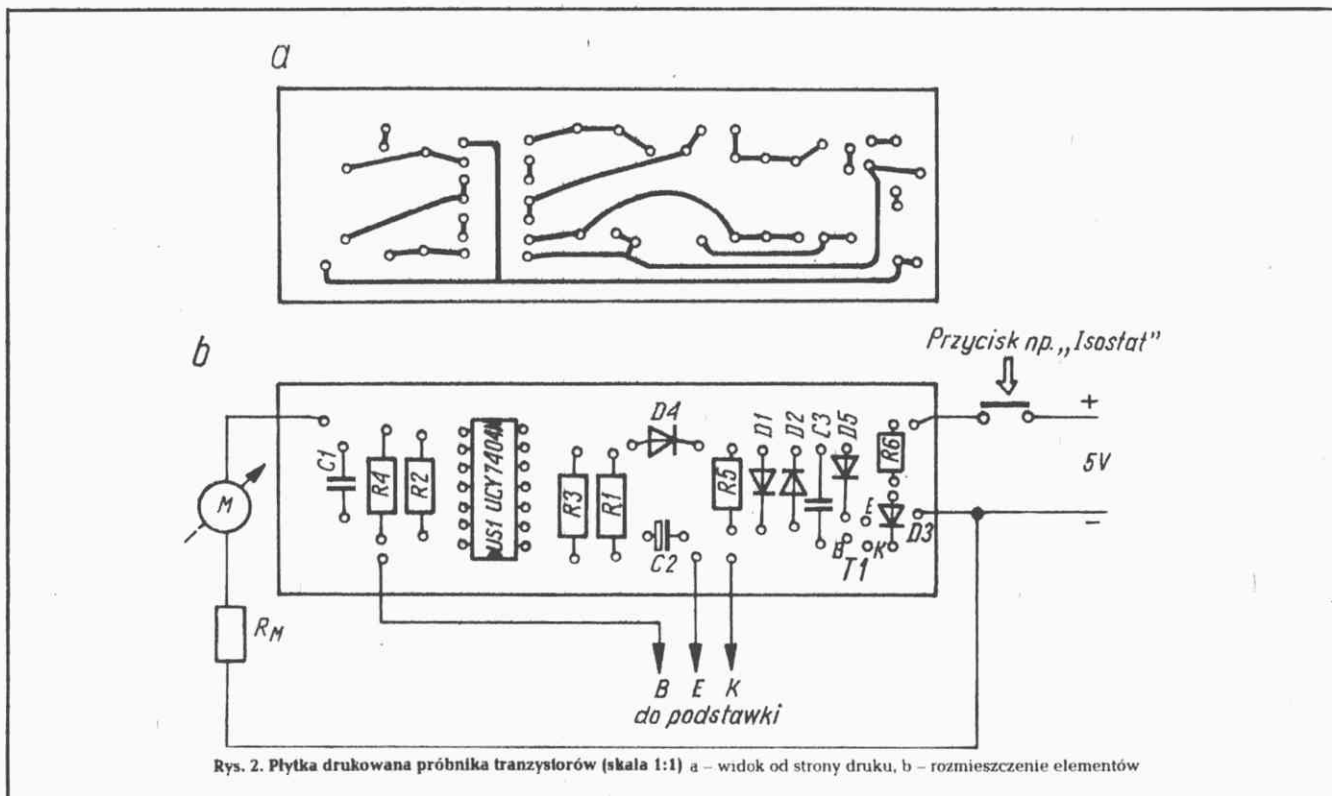 a
b
Przycisk np. „Isostat”
+
5V
−
M
R_M
C1
R4
R2
US1 UCY7404N
R3
R1
D4
C2
R5
D1
D2
C3
D5
R6
E
B
K
T1
D3
B E K
do podstawki
Rys. 2. Płytka drukowana próbnika tranzystorów (skala 1:1) a – widok od strony druku, b – rozmieszczenie elementów